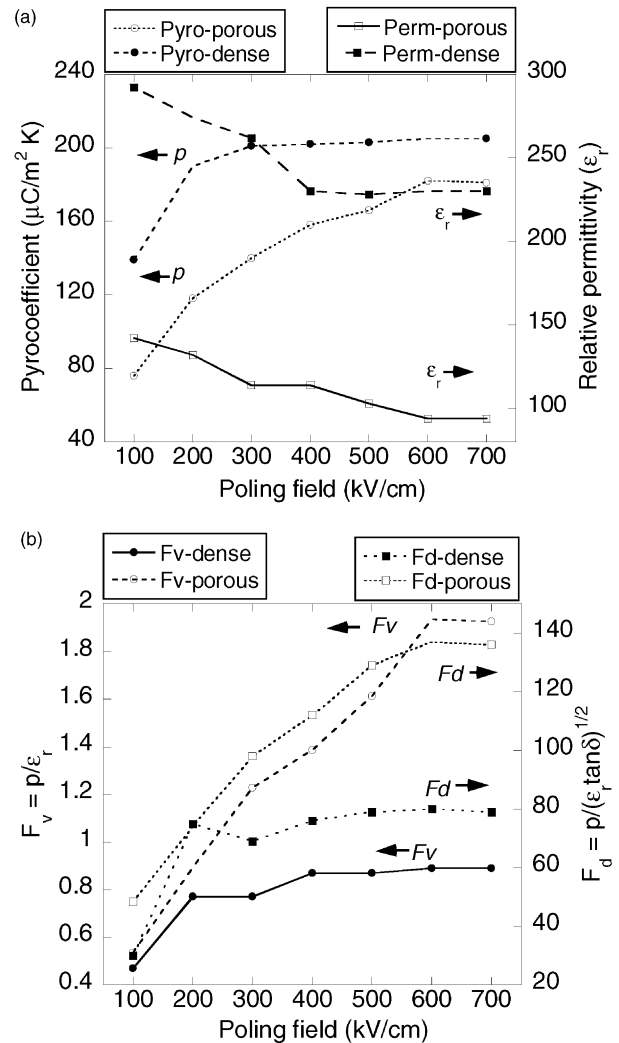 (a)
Pyro-porous
Pyro-dense
Perm-porous
Perm-dense
240
200
160
120
80
40
300
250
200
150
100
p
p
εr
εr
Pyrocoefficient (μC/m² K)
Relative permittivity (εr)
100 200 300 400 500 600 700
Poling field (kV/cm)
(b)
Fv-dense
Fv-porous
Fd-dense
Fd-porous
2
1.8
1.6
1.4
1.2
1
0.8
0.6
0.4
140
120
100
80
60
40
20
Fv
Fd
Fd
Fv
Fv = p/εr
Fd = p/(εr tanδ)^1/2
100 200 300 400 500 600 700
Poling field (kV/cm)